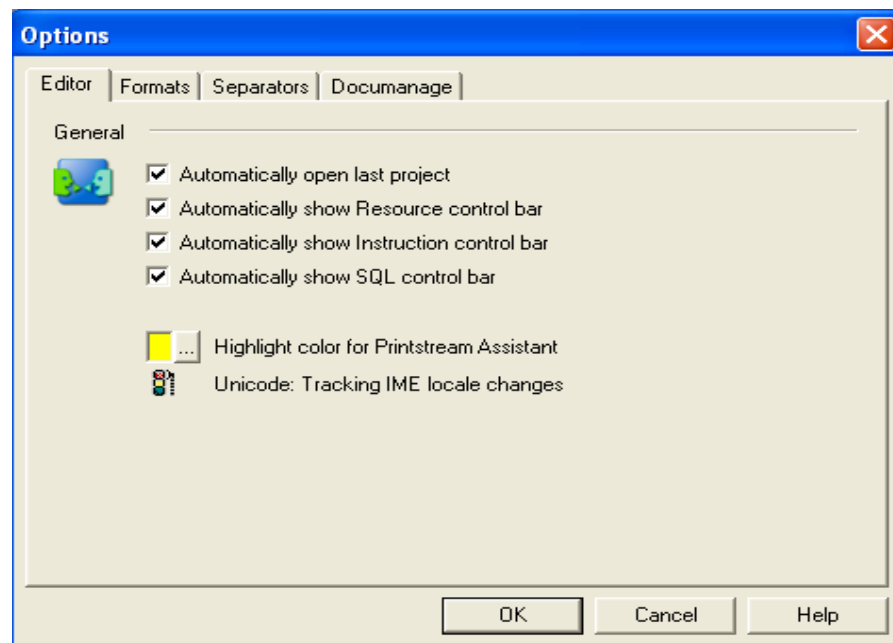 Options
Editor Formats Separators Documanage
General
Automatically open last project
Automatically show Resource control bar
Automatically show Instruction control bar
Automatically show SQL control bar
... Highlight color for Printstream Assistant
Unicode: Tracking IME locale changes
OK Cancel Help